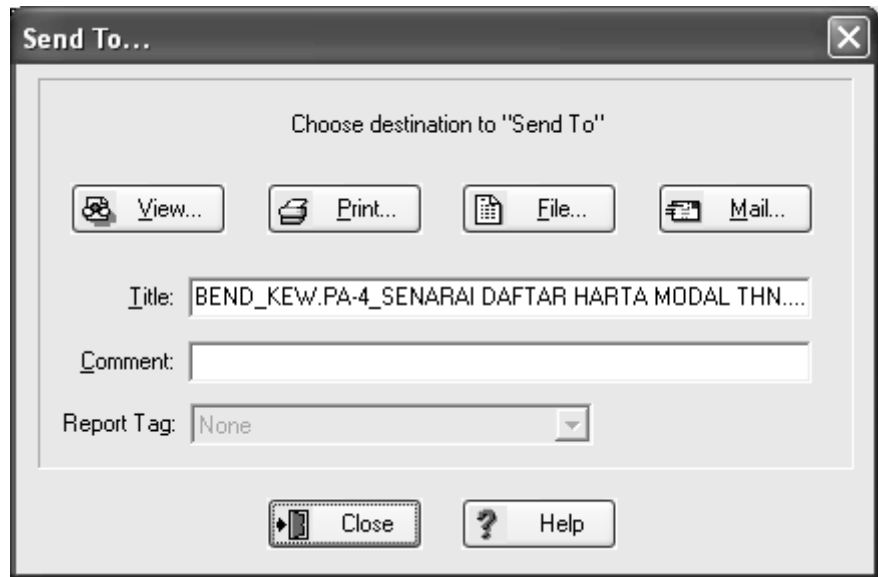 Send To...
Choose destination to "Send To"
View... Print... File... Mail...
Title: BEND_KEW.PA-4_SENARAI DAFTAR HARTA MODAL THN....
Comment:
Report Tag: None
Close Help